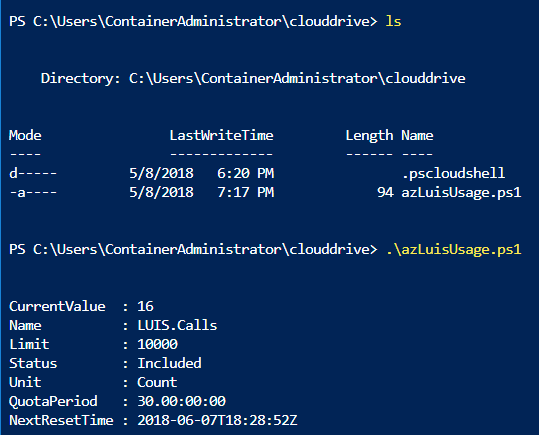 PS C:\Users\ContainerAdministrator\clouddrive> ls
Directory: C:\Users\ContainerAdministrator\clouddrive
Mode                LastWriteTime         Length Name
----                -------------         ------ ----
d-----         5/8/2018   6:20 PM                .pscloudshell
-a----         5/8/2018   7:17 PM             94 azLuisUsage.ps1
PS C:\Users\ContainerAdministrator\clouddrive> .\azLuisUsage.ps1
CurrentValue  : 16
Name          : LUIS.Calls
Limit         : 10000
Status        : Included
Unit          : Count
QuotaPeriod   : 30.00:00:00
NextResetTime : 2018-06-07T18:28:52Z